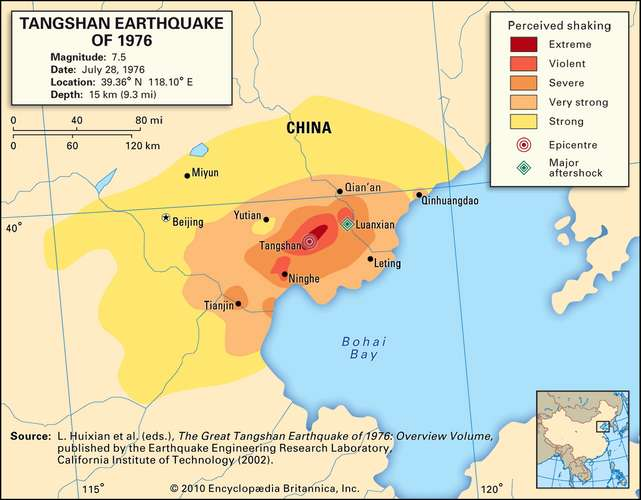 TANGSHAN EARTHQUAKE
OF 1976
Magnitude: 7.5
Date: July 28, 1976
Location: 39.36° N 118.10° E
Depth: 15 km (9.3 mi)
0 40 80 mi
0 60 120 km
Perceived shaking
Extreme
Violent
Severe
Very strong
Strong
Epicentre
Major
aftershock
CHINA
Miyun
Qian'an
Qinhuangdao
Beijing
Yutian
Luanxian
40°
Tangshan
Leting
Ninghe
Tianjin
Bohai
Bay
Source: L. Huixian et al. (eds.), The Great Tangshan Earthquake of 1976: Overview Volume,
published by the Earthquake Engineering Research Laboratory,
California Institute of Technology (2002).
115°
120°
© 2010 Encyclopædia Britannica, Inc.